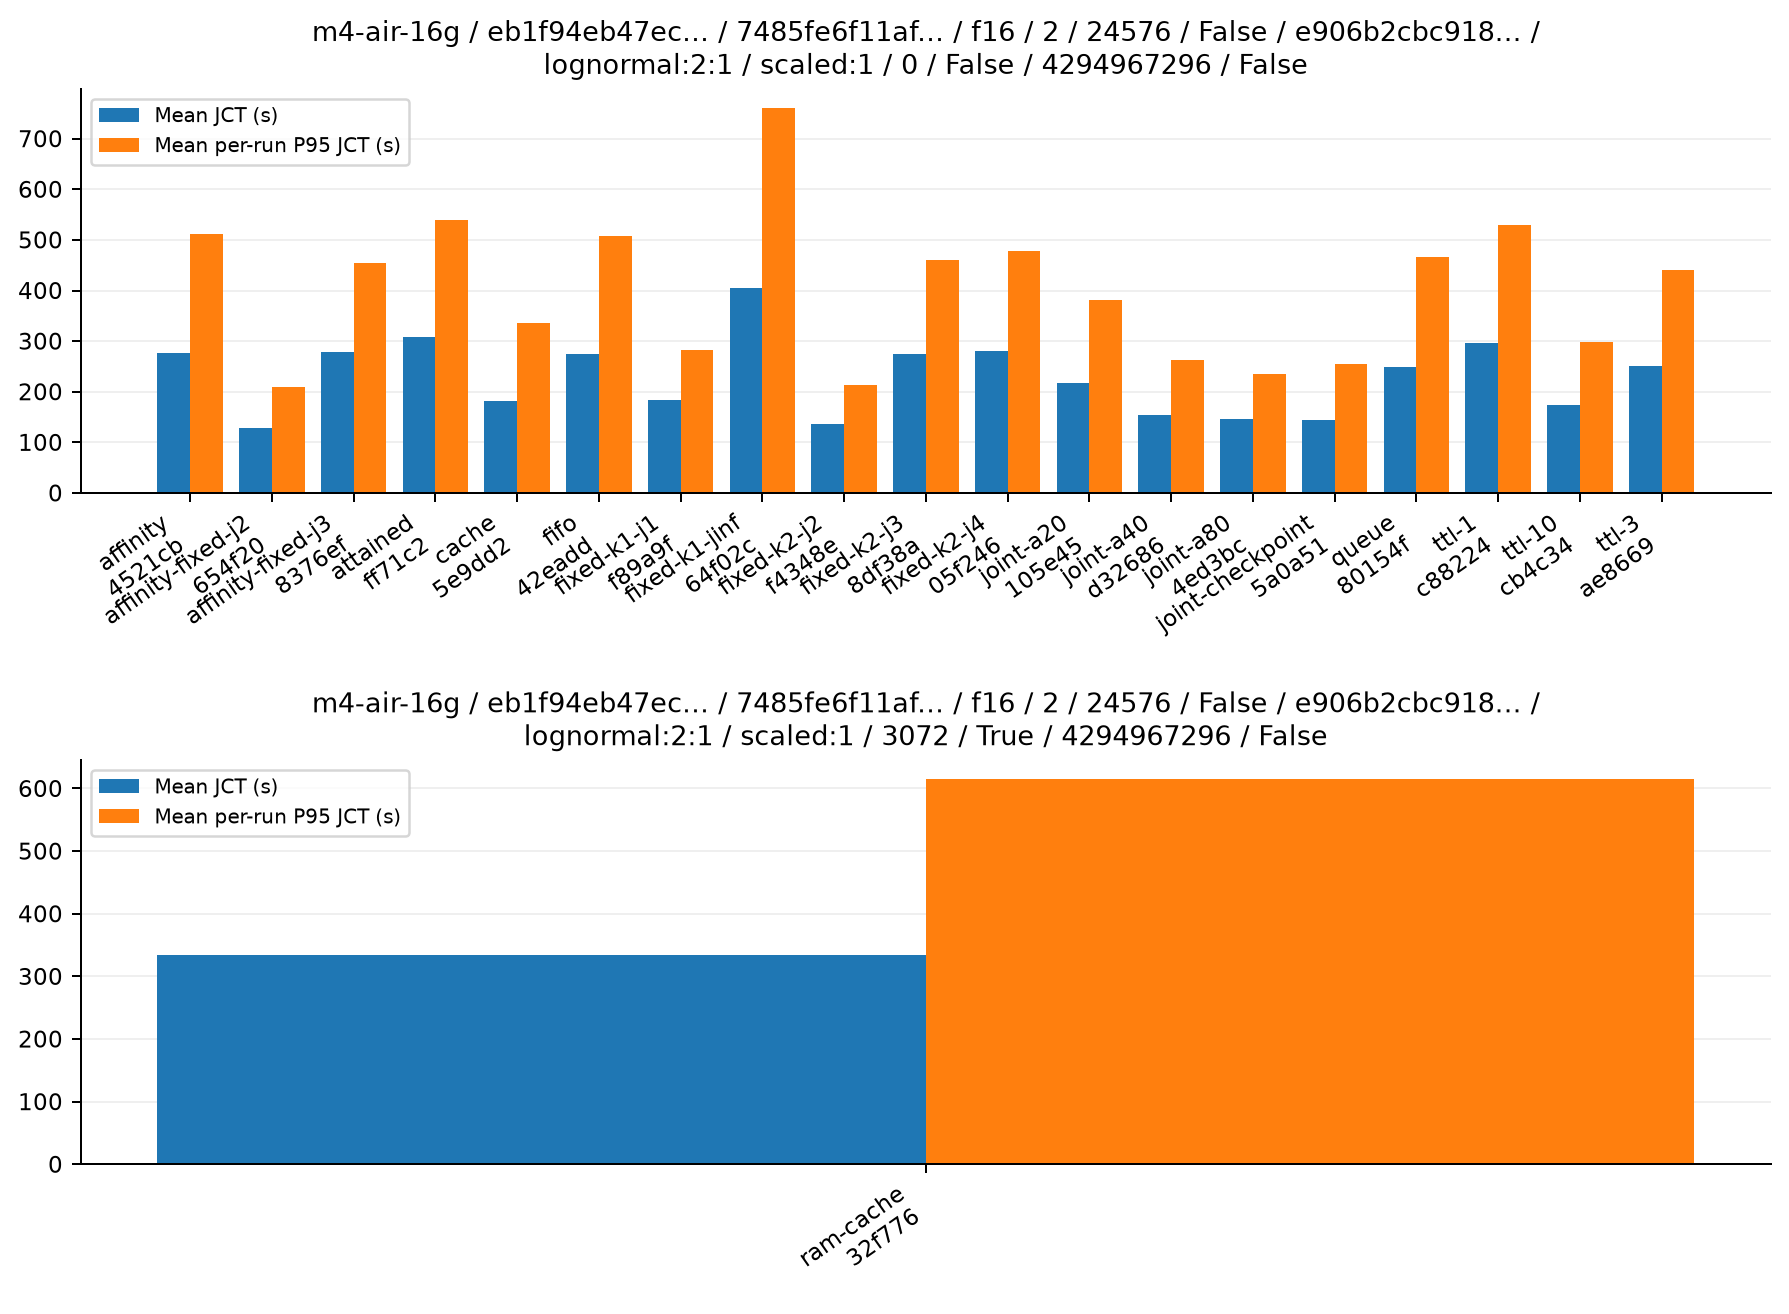 m4-air-16g / eb1f94eb47ec... / 7485fe6f11af... / f16 / 2 / 24576 / False / e906b2cbc918... /
lognormal:2:1 / scaled:1 / 0 / False / 4294967296 / False
Mean JCT (s)
Mean per-run P95 JCT (s)
700
600
500
400
300
200
100
0
affinity
4521cb
affinity-fixed-j2
654f20
affinity-fixed-j3
8376ef
attained
ff71c2
cache
5e9dd2
fifo
42eadd
fixed-k1-j1
f89a9f
fixed-k1-jinf
64f02c
fixed-k2-j2
f4348e
fixed-k2-j3
8df38a
fixed-k2-j4
05f246
joint-a20
105e45
joint-a40
d32686
joint-a80
4ed3bc
joint-checkpoint
5a0a51
queue
80154f
ttl-1
c88224
ttl-10
cb4c34
ttl-3
ae8669
m4-air-16g / eb1f94eb47ec... / 7485fe6f11af... / f16 / 2 / 24576 / False / e906b2cbc918... /
lognormal:2:1 / scaled:1 / 3072 / True / 4294967296 / False
Mean JCT (s)
Mean per-run P95 JCT (s)
600
500
400
300
200
100
0
ram-cache
32f776